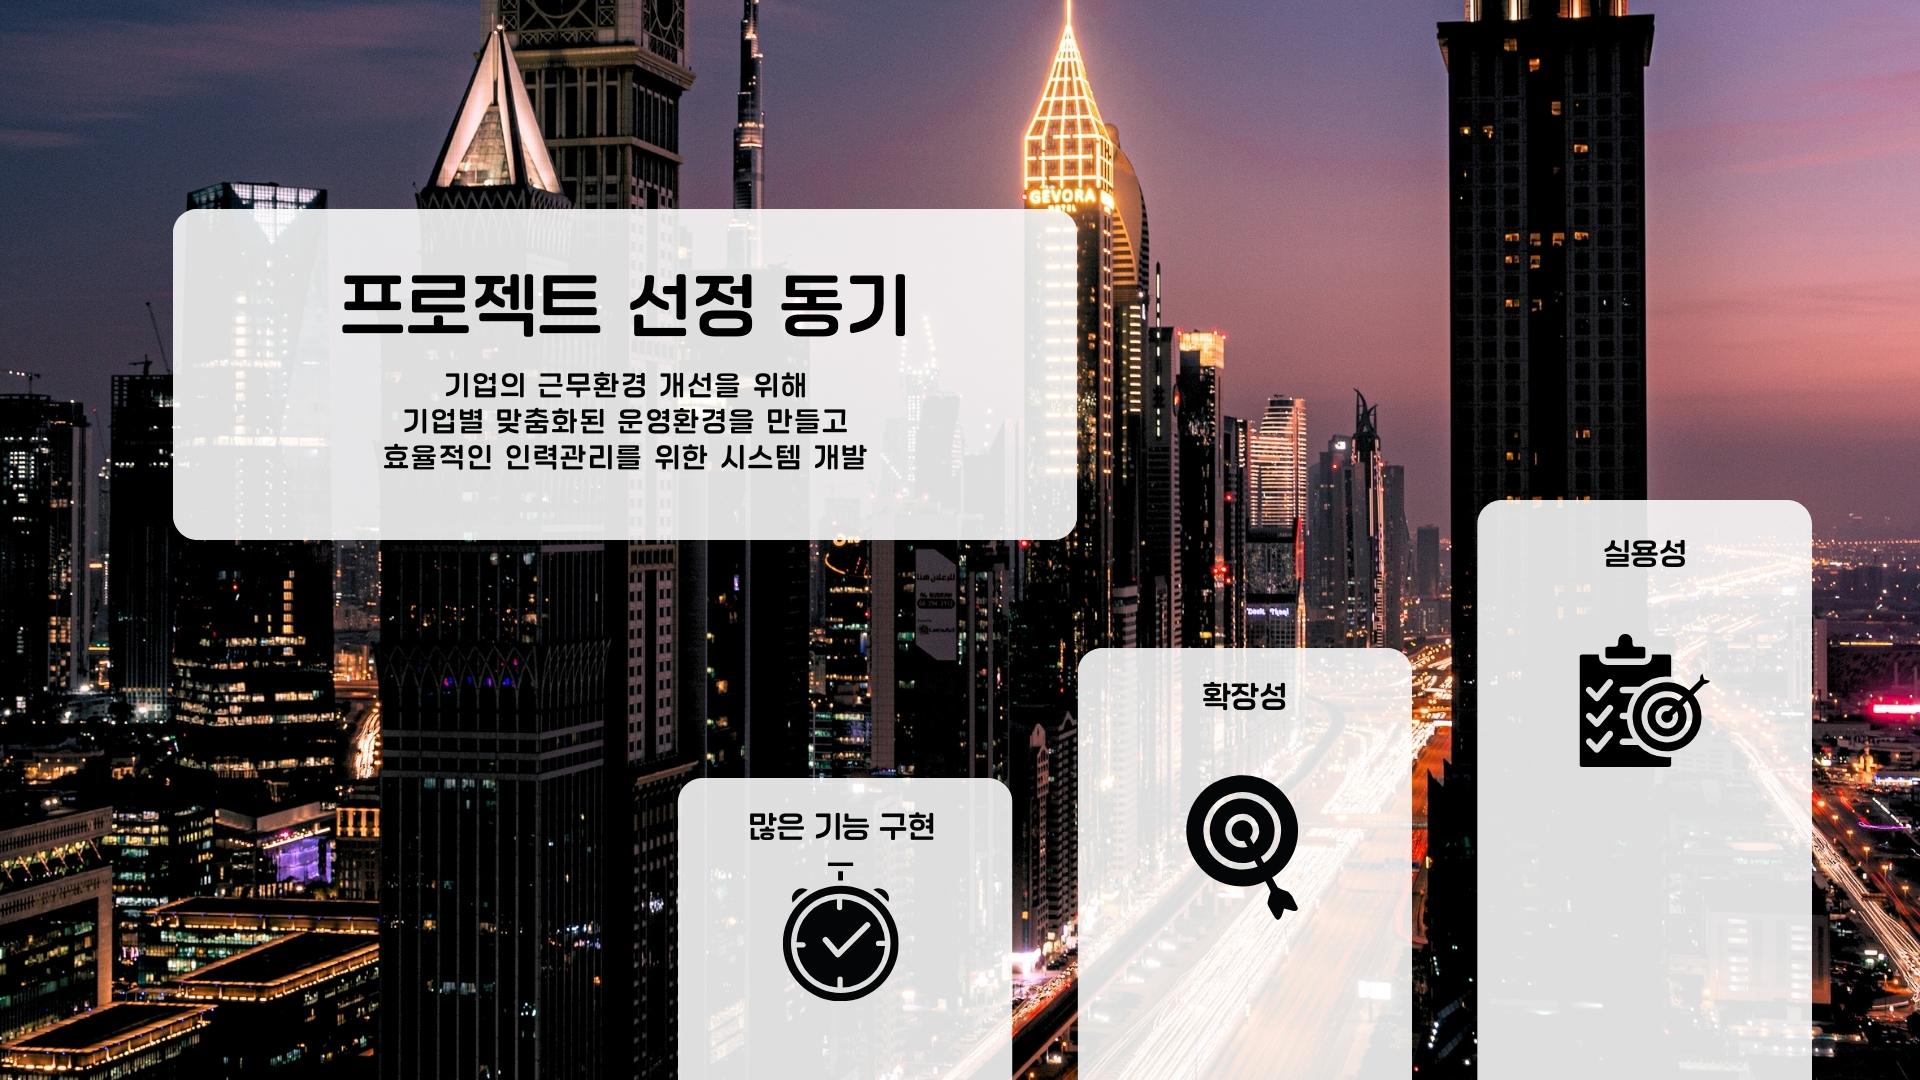 GEVORA
HOTEL
프로젝트 선정 동기
기업의 근무환경 개선을 위해
기업별 맞춤화된 운영환경을 만들고
효율적인 인력관리를 위한 시스템 개발
실용성
확장성
많은 기능 구현